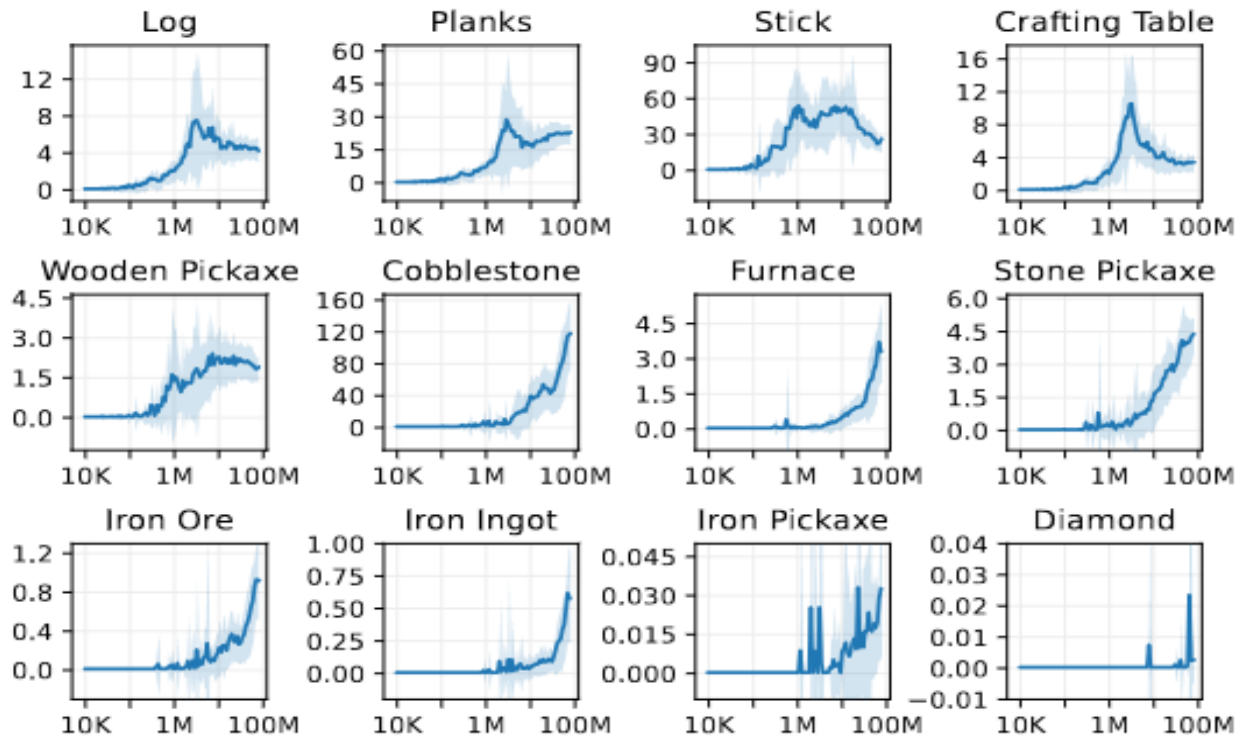 Log Planks Stick Crafting Table
12 8 4 0
60 45 30 15 0
90 60 30 0
16 12 8 4 0
10K 1M 100M 10K 1M 100M 10K 1M 100M 10K 1M 100M
Wooden Pickaxe Cobblestone Furnace Stone Pickaxe
4.5 3.0 1.5 0.0
160 120 80 40 0
4.5 3.0 1.5 0.0
6.0 4.5 3.0 1.5 0.0
10K 1M 100M 10K 1M 100M 10K 1M 100M 10K 1M 100M
Iron Ore Iron Ingot Iron Pickaxe Diamond
1.2 0.8 0.4 0.0
1.00 0.75 0.50 0.25 0.00
0.045 0.030 0.015 0.000
0.04 0.03 0.02 0.01 0.00 −0.01
10K 1M 100M 10K 1M 100M 10K 1M 100M 10K 1M 100M